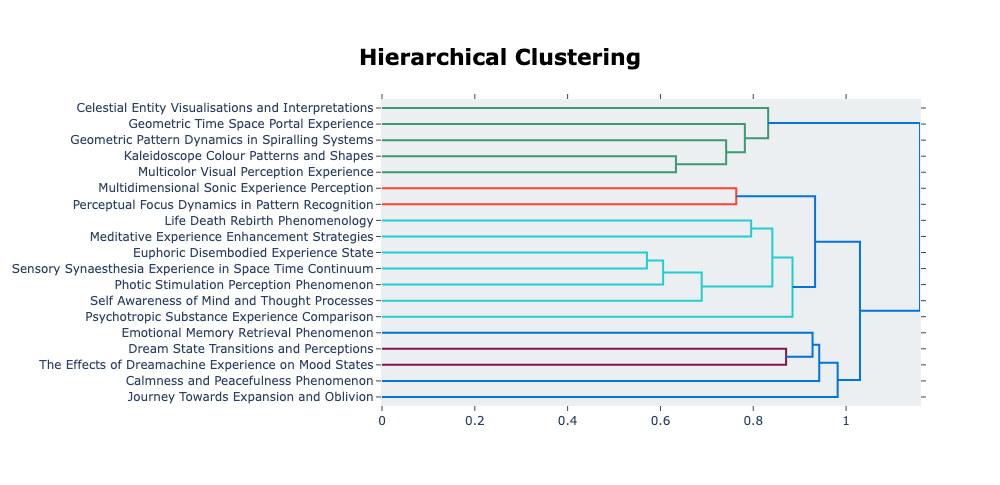 Hierarchical Clustering
Celestial Entity Visualisations and Interpretations
Geometric Time Space Portal Experience
Geometric Pattern Dynamics in Spiralling Systems
Kaleidoscope Colour Patterns and Shapes
Multicolor Visual Perception Experience
Multidimensional Sonic Experience Perception
Perceptual Focus Dynamics in Pattern Recognition
Life Death Rebirth Phenomenology
Meditative Experience Enhancement Strategies
Euphoric Disembodied Experience State
Sensory Synaesthesia Experience in Space Time Continuum
Photic Stimulation Perception Phenomenon
Self Awareness of Mind and Thought Processes
Psychotropic Substance Experience Comparison
Emotional Memory Retrieval Phenomenon
Dream State Transitions and Perceptions
The Effects of Dreamachine Experience on Mood States
Calmness and Peacefulness Phenomenon
Journey Towards Expansion and Oblivion
0 0.2 0.4 0.6 0.8 1